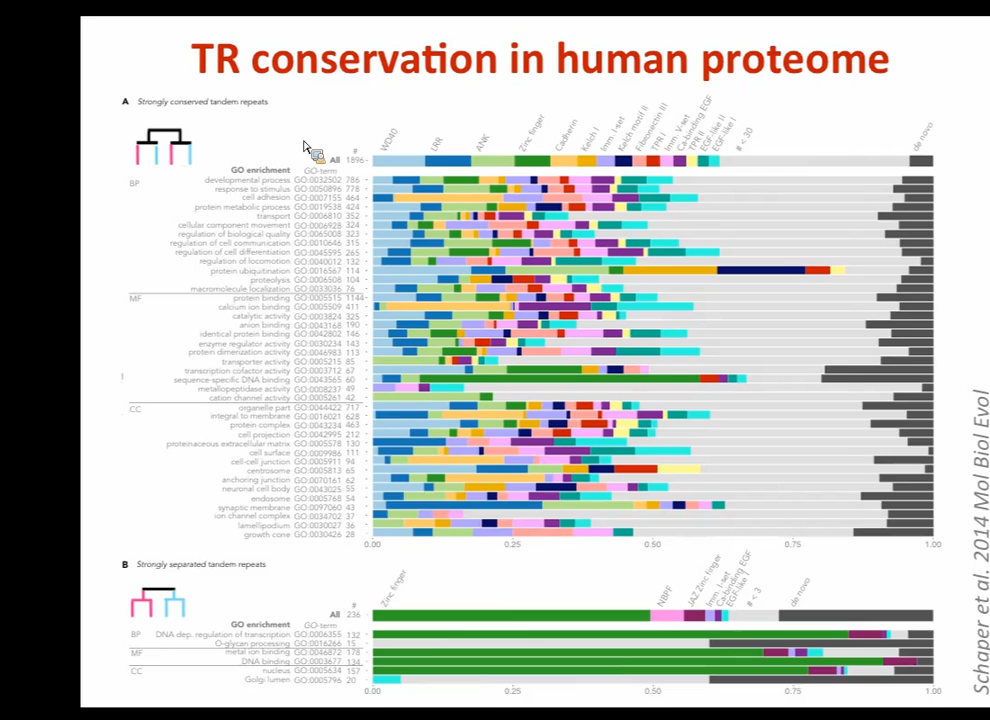 TR conservation in human proteome
A Strongly conserved tandem repeats
WD40 LRR ANK Zinc finger Cadherin Kelch I Imm. I-set Kelch motif II Fibronectin III TPR I Imm. V-set Ca-binding EGF TPR II EGF-like II EGF-like I # < 30 de novo
#
All 1896
GO enrichment GO-term
BP developmental process GO:0032502 786
response to stimulus GO:0050896 778
cell adhesion GO:0007155 464
protein metabolic process GO:0019538 424
transport GO:0006810 352
cellular component movement GO:0006928 324
regulation of biological quality GO:0065008 323
regulation of cell communication GO:0010646 315
regulation of cell differentiation GO:0045595 265
regulation of locomotion GO:0040012 132
protein ubiquitination GO:0016567 114
proteolysis GO:0006508 104
macromolecule localization GO:0033036 76
MF protein binding GO:0005515 1144
calcium ion binding GO:0005509 411
catalytic activity GO:0003824 325
anion binding GO:0043168 190
identical protein binding GO:0042802 146
enzyme regulator activity GO:0030234 143
protein dimerization activity GO:0046983 113
transporter activity GO:0005215 85
transcription cofactor activity GO:0003712 67
sequence-specific DNA binding GO:0043565 60
metallopeptidase activity GO:0008237 49
cation channel activity GO:0005261 42
CC organelle part GO:0044422 717
integral to membrane GO:0016021 628
protein complex GO:0043234 463
cell projection GO:0042995 212
proteinaceous extracellular matrix GO:0005578 130
cell surface GO:0009986 111
cell-cell junction GO:0005911 94
centrosome GO:0005813 65
anchoring junction GO:0070161 62
neuronal cell body GO:0043025 55
endosome GO:0005768 54
synaptic membrane GO:0097060 43
ion channel complex GO:0034702 37
lamellipodium GO:0030027 36
growth cone GO:0030426 28
0.00 0.25 0.50 0.75 1.00
B Strongly separated tandem repeats
Zinc finger NBPF JAZ Zinc finger Imm. I-set Ca-binding EGF EGF-like I # < 3 de novo
All 236
GO enrichment GO-term
BP DNA dep. regulation of transcription GO:0006355 132
O-glycan processing GO:0016266 15
MF metal ion binding GO:0046872 178
DNA binding GO:0003677 134
CC nucleus GO:0005634 157
Golgi lumen GO:0005796 20
0.00 0.25 0.50 0.75 1.00
Schaper et al. 2014 Mol Biol Evol